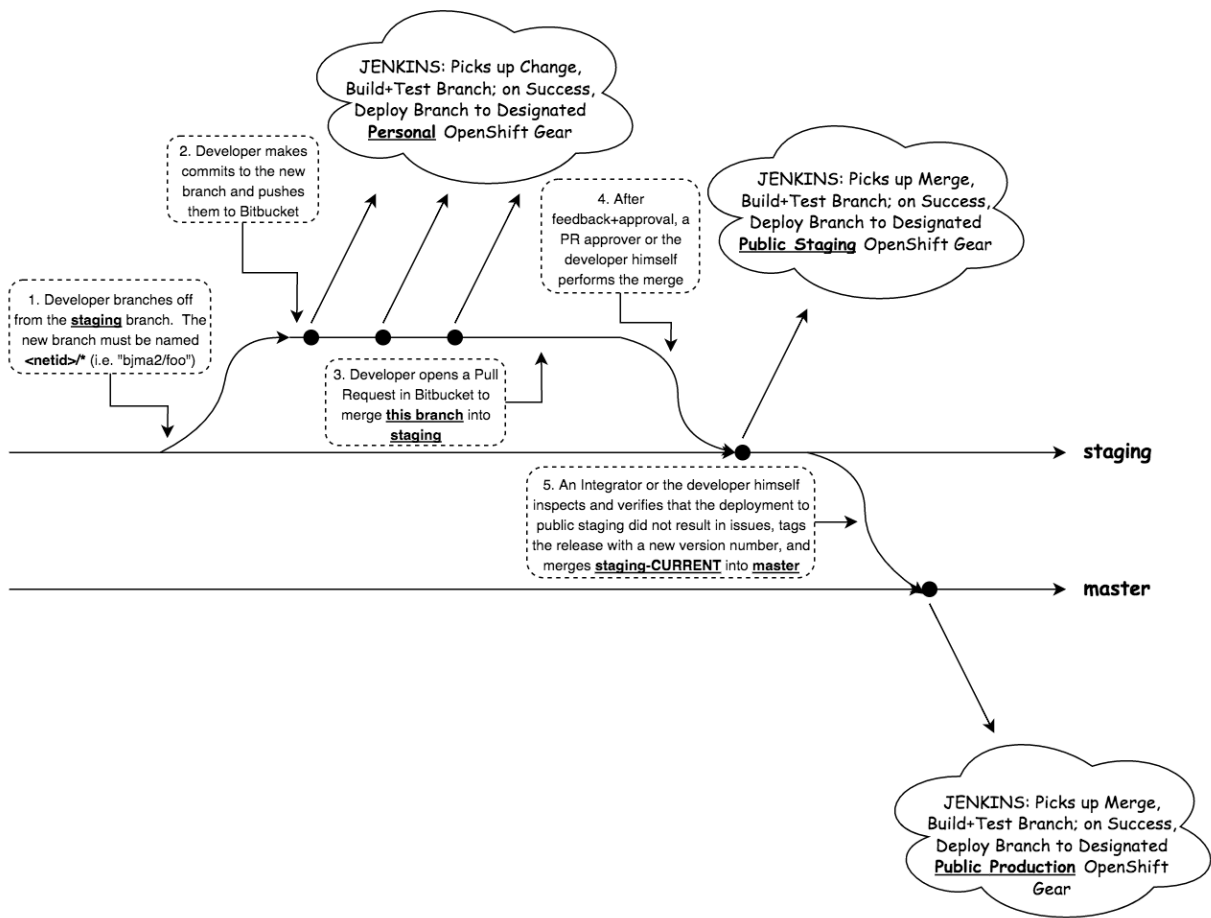 JENKINS: Picks up Change,
Build+Test Branch; on Success,
Deploy Branch to Designated
Personal OpenShift Gear
2. Developer makes
commits to the new
branch and pushes
them to Bitbucket
JENKINS: Picks up Merge,
Build+Test Branch; on Success,
Deploy Branch to Designated
Public Staging OpenShift Gear
4. After
feedback+approval, a
PR approver or the
developer himself
performs the merge
1. Developer branches off
from the staging branch. The
new branch must be named
<netid>/* (i.e. "bjma2/foo")
3. Developer opens a Pull
Request in Bitbucket to
merge this branch into
staging
staging
5. An Integrator or the developer himself
inspects and verifies that the deployment to
public staging did not result in issues, tags
the release with a new version number, and
merges staging-CURRENT into master
master
JENKINS: Picks up Merge,
Build+Test Branch; on Success,
Deploy Branch to Designated
Public Production OpenShift
Gear